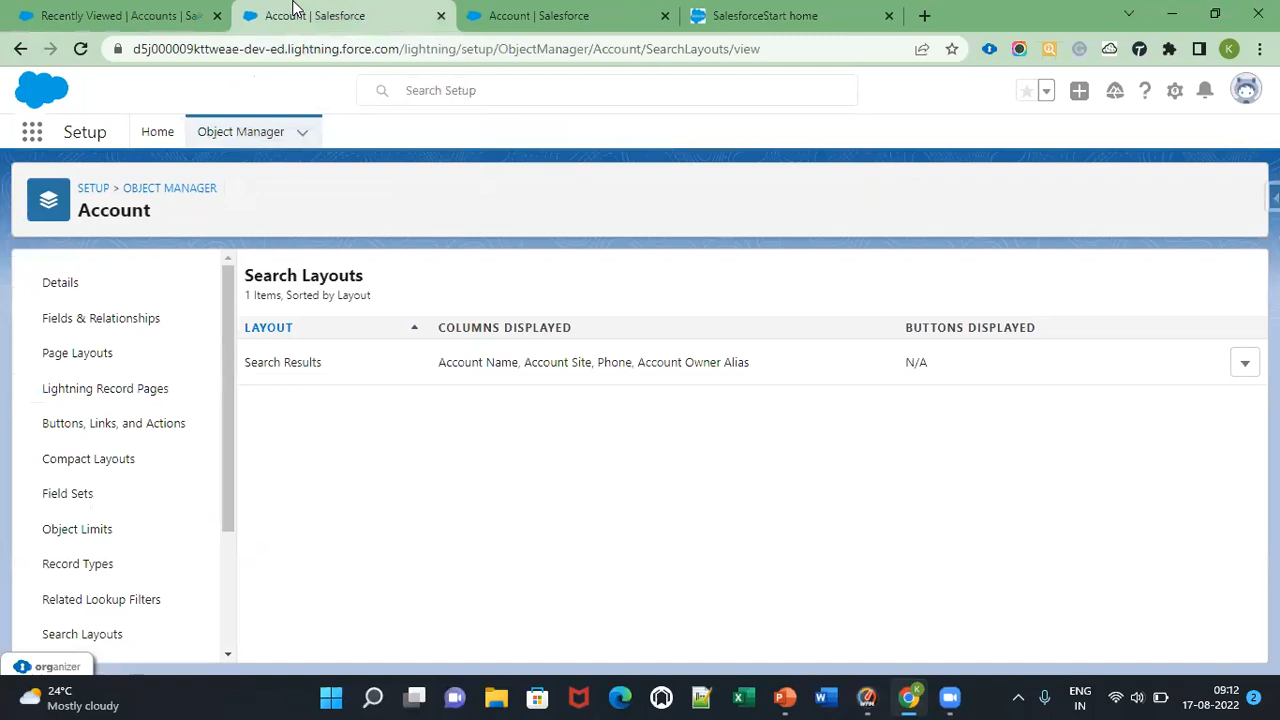 Recently Viewed | Accounts | Sa
Account | Salesforce
Account | Salesforce
SalesforceStart home
d5j000009kttweae-dev-ed.lightning.force.com/lightning/setup/ObjectManager/Account/SearchLayouts/view
K
Search Setup
Setup
Home
Object Manager
SETUP > OBJECT MANAGER
Account
Details
Fields & Relationships
Page Layouts
Lightning Record Pages
Buttons, Links, and Actions
Compact Layouts
Field Sets
Object Limits
Record Types
Related Lookup Filters
Search Layouts
Search Layouts
1 Items, Sorted by Layout
LAYOUT
COLUMNS DISPLAYED
BUTTONS DISPLAYED
Search Results
Account Name, Account Site, Phone, Account Owner Alias
N/A
organizer
24°C
Mostly cloudy
ENG
IN
09:12
17-08-2022
2